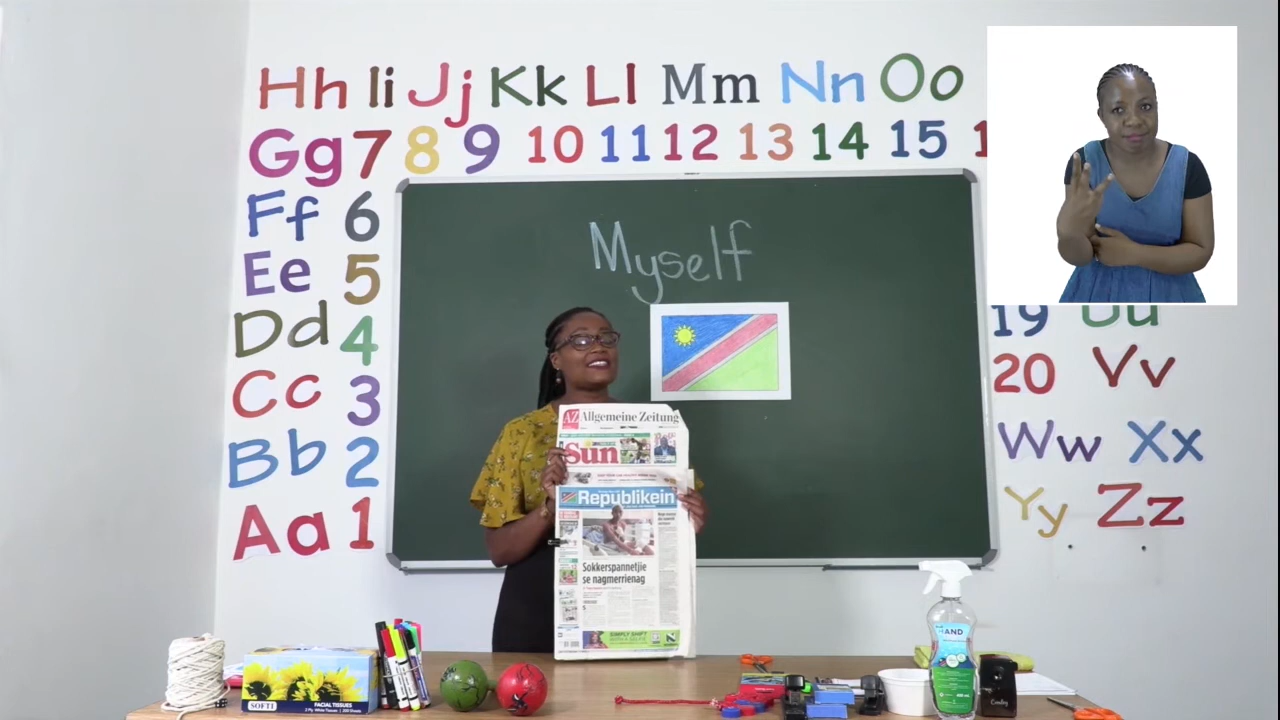 Hh Ii Jj Kk Ll Mm Nn Oo
Gg 7 8 9 10 11 12 13 14 15
Ff 6
Ee 5
Dd 4
Cc 3
Bb 2
Aa 1
Myself
19
20 Vv
Ww Xx
Yy Zz
AZ Allgemeine Zeitung
Sun
Republikein
Sokkerspannetjie
se nagmerrienag
SIMPLY SHIFT
SOFTI
FACIAL TISSUES
HAND